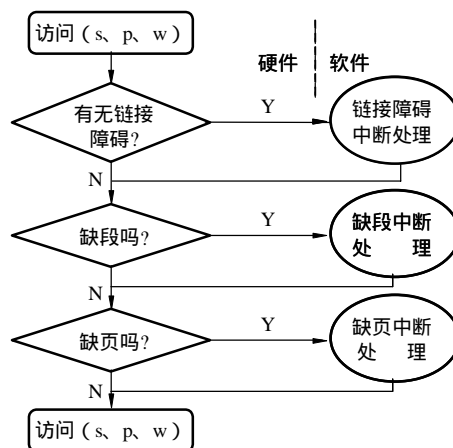 访问（s、p、w）
硬件 软件
有无链接
障碍?
Y
链接障碍
中断处理
N
缺段吗?
Y
缺段中断
处 理
N
缺页吗?
Y
缺页中断
处 理
N
访问（s、p、w）